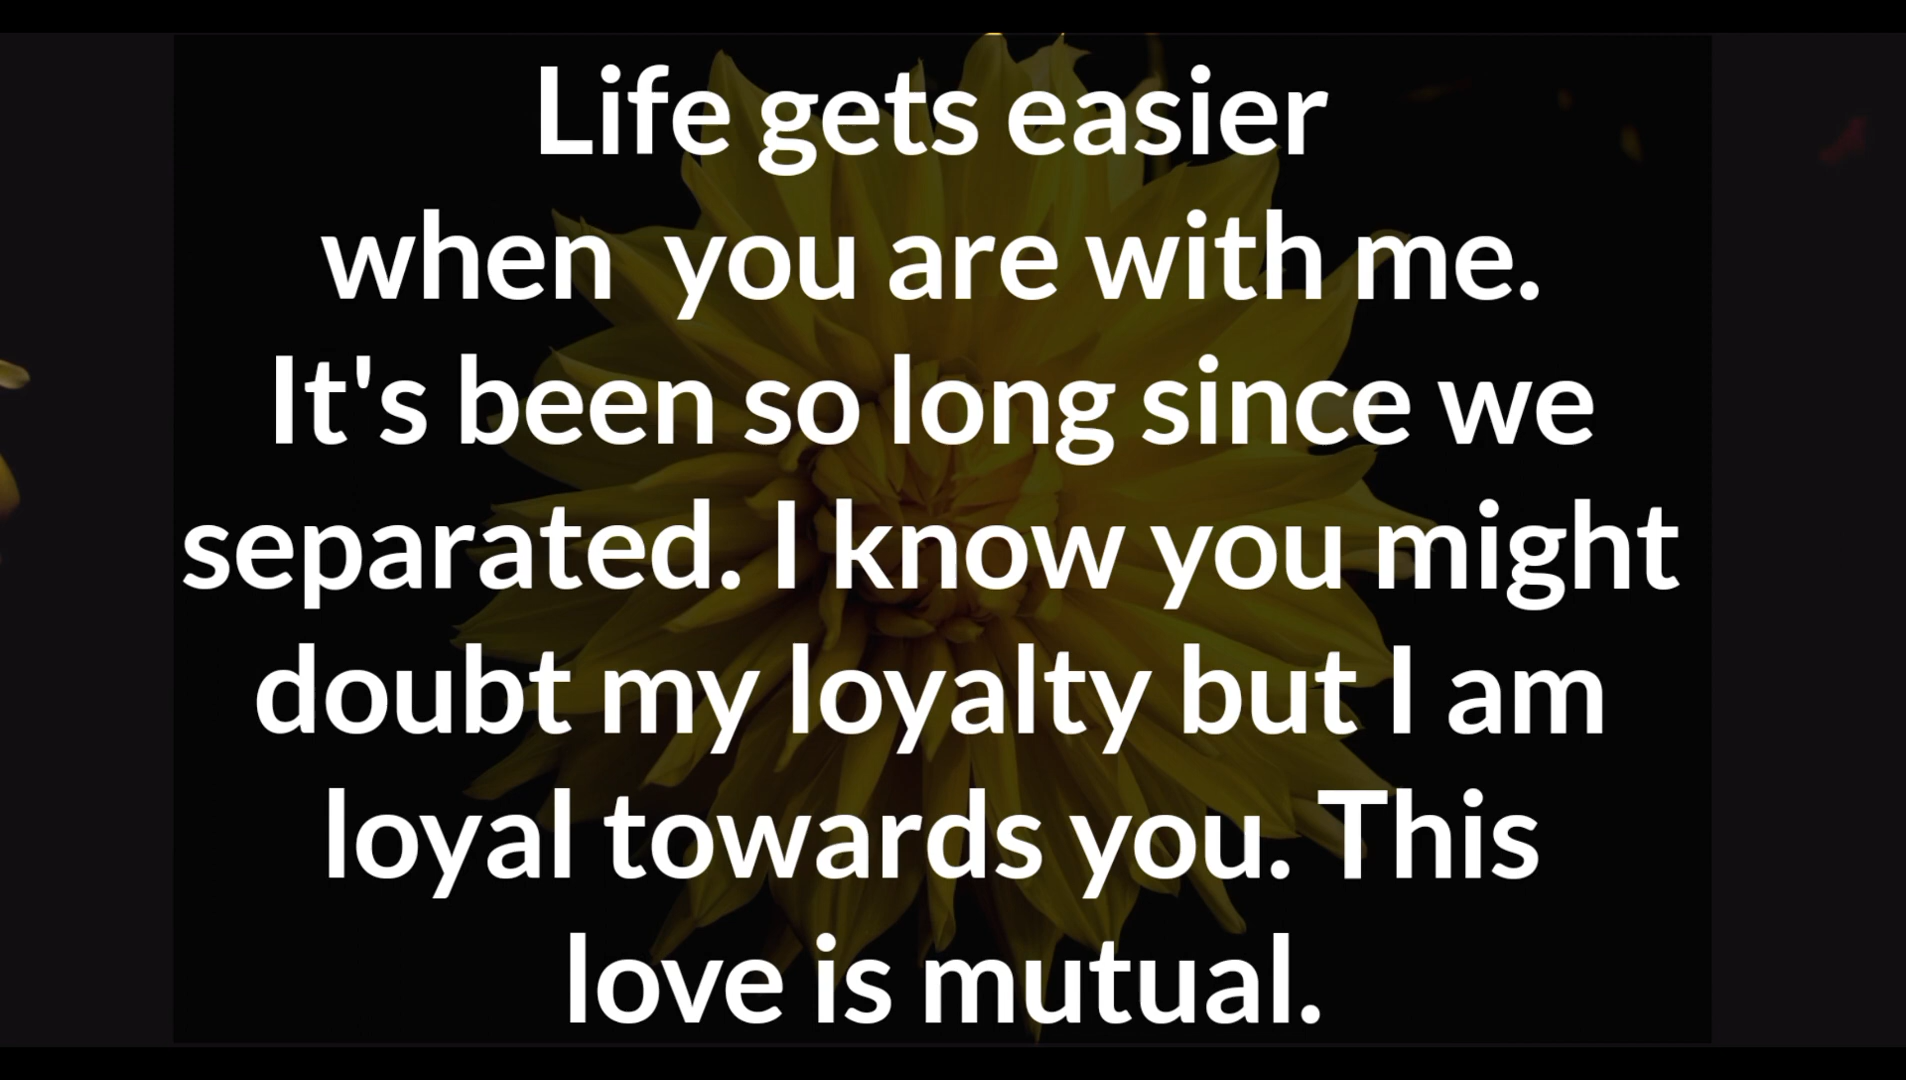 Life gets easier
when  you are with me.
It's been so long since we
separated. I know you might
doubt my loyalty but I am
loyal towards you. This
love is mutual.